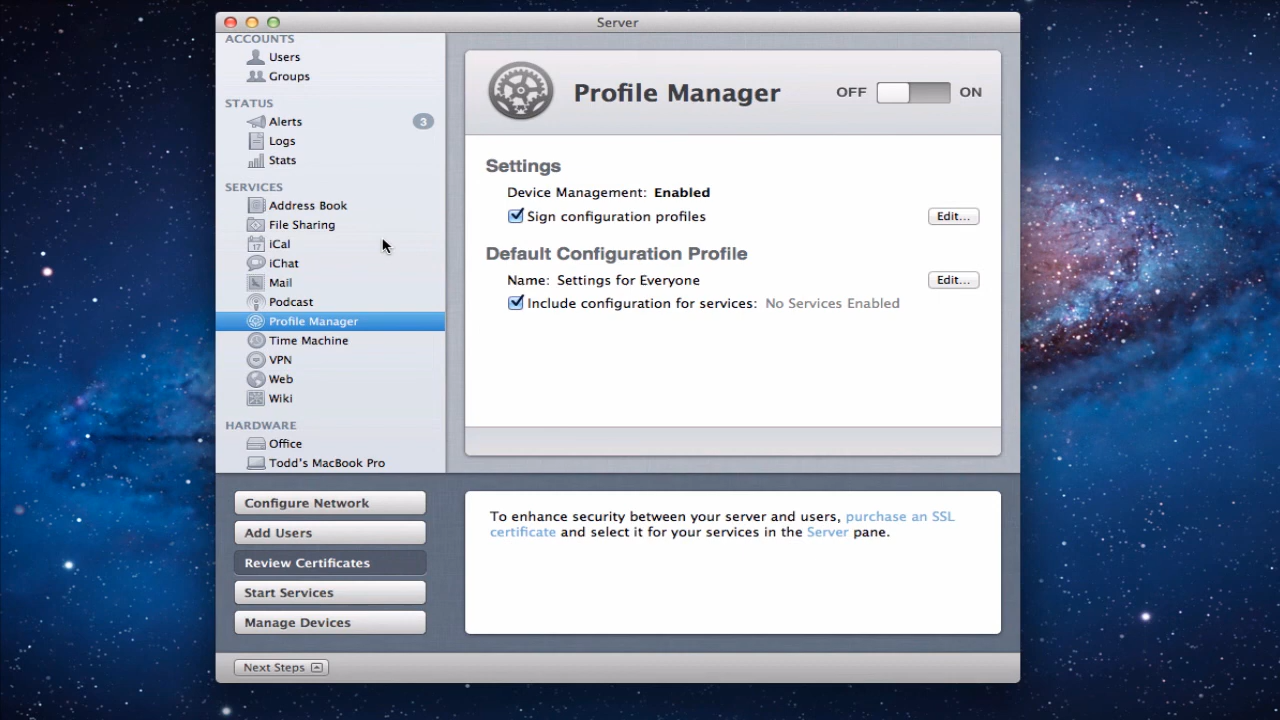 Server
ACCOUNTS
Users
Groups
STATUS
Alerts 3
Logs
Stats
SERVICES
Address Book
File Sharing
17 iCal
iChat
Mail
Podcast
Profile Manager
Time Machine
VPN
Web
Wiki
HARDWARE
Office
Todd's MacBook Pro
Profile Manager OFF ON
Settings
Device Management: Enabled
Sign configuration profiles Edit...
Default Configuration Profile
Name: Settings for Everyone Edit...
Include configuration for services: No Services Enabled
Configure Network
Add Users
Review Certificates
Start Services
Manage Devices
To enhance security between your server and users, purchase an SSL
certificate and select it for your services in the Server pane.
Next Steps